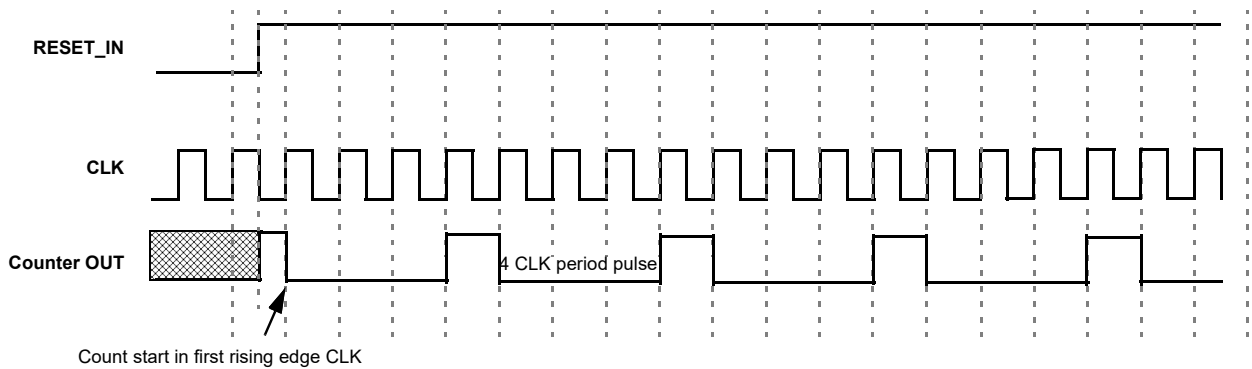 RESET_IN
CLK
Counter OUT
4 CLK period pulse
Count start in first rising edge CLK